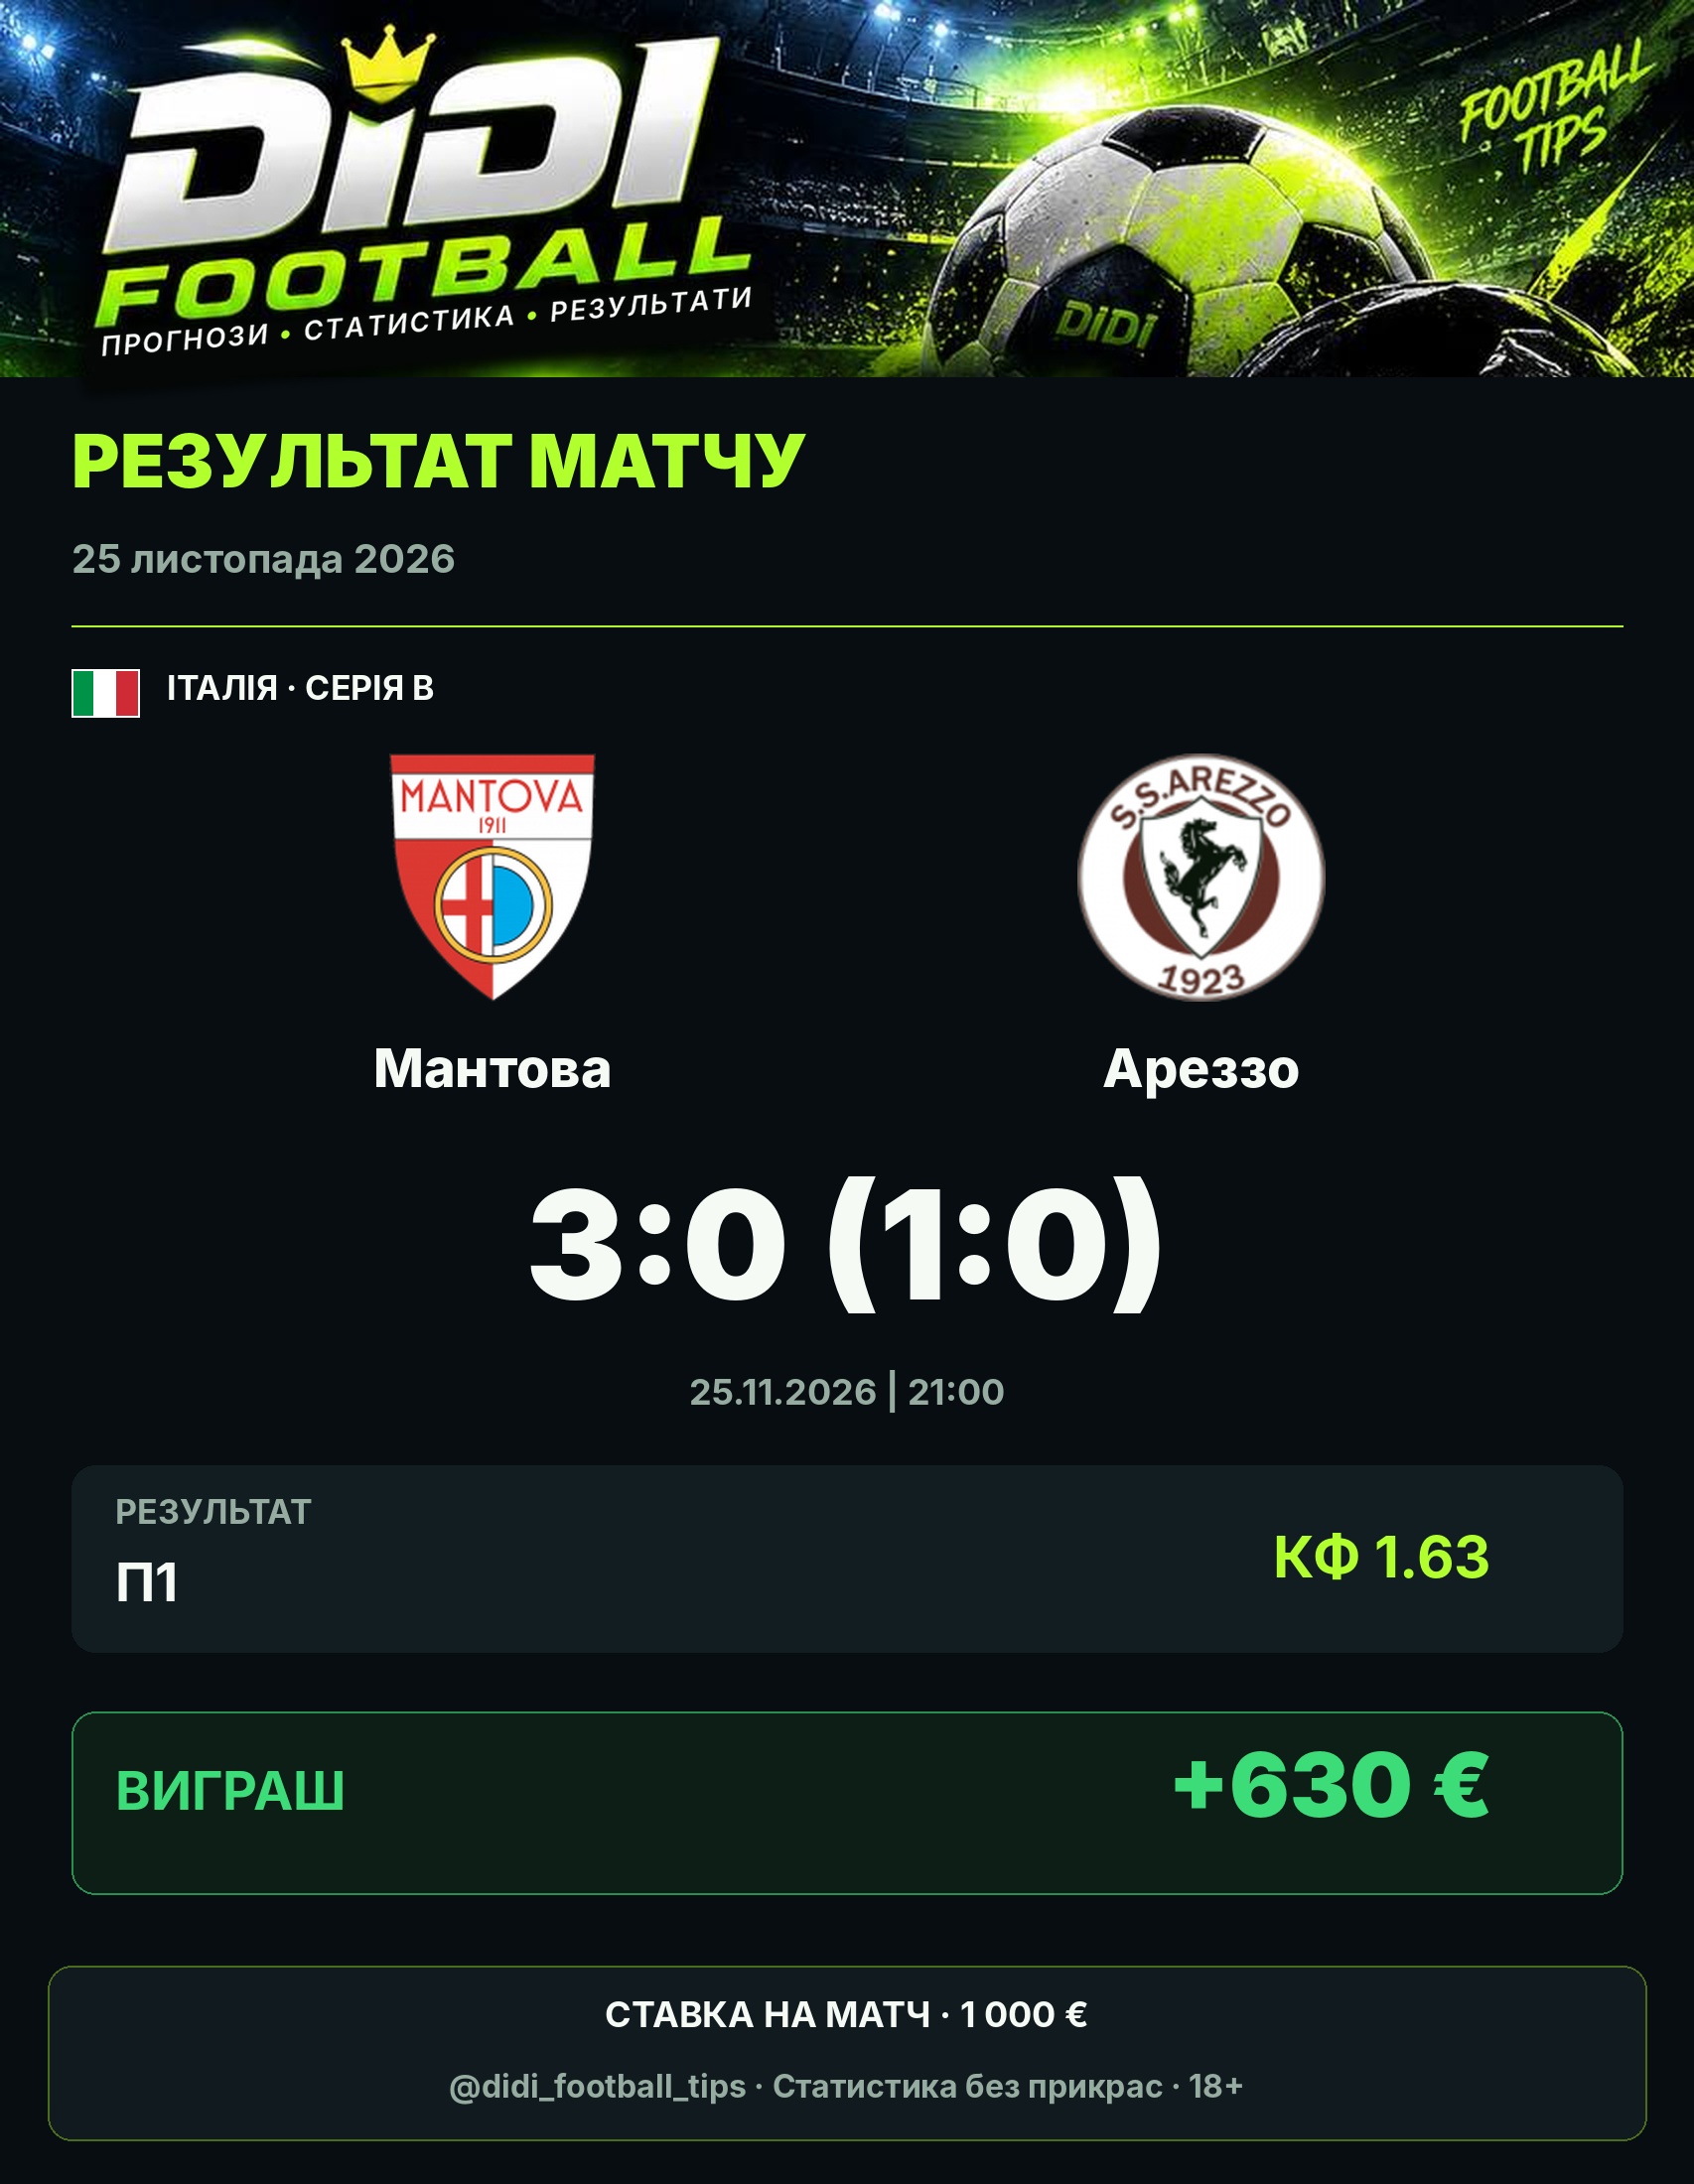 DiDi
FOOTBALL
ПРОГНОЗИ • СТАТИСТИКА • РЕЗУЛЬТАТИ
FOOTBALL
TIPS
DiDi
РЕЗУЛЬТАТ МАТЧУ
25 листопада 2026
ІТАЛІЯ · СЕРІЯ B
MANTOVA
1911
S.S.AREZZO
1923
Мантова
Ареззо
3:0 (1:0)
25.11.2026 | 21:00
РЕЗУЛЬТАТ
П1
КФ 1.63
ВИГРАШ
+630 €
СТАВКА НА МАТЧ · 1 000 €
@didi_football_tips · Статистика без прикрас · 18+